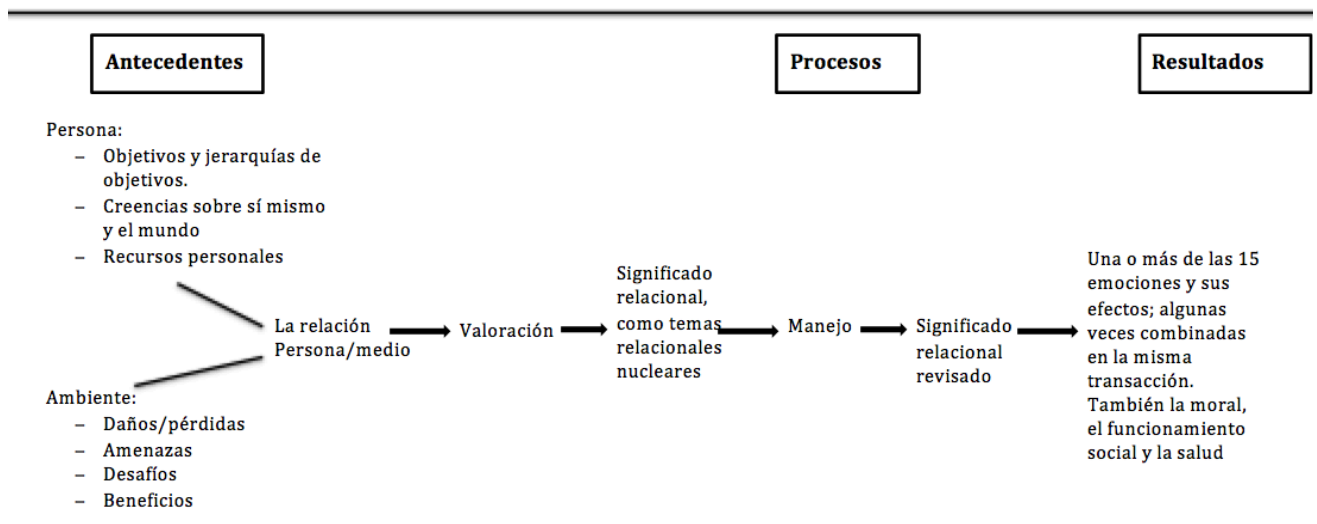 Antecedentes
Procesos
Resultados
Persona:
– Objetivos y jerarquías de
objetivos.
– Creencias sobre sí mismo
y el mundo
– Recursos personales
La relación
Persona/medio
Ambiente:
– Daños/pérdidas
– Amenazas
– Desafíos
– Beneficios
Valoración
Significado
relacional,
como temas
relacionales
nucleares
Manejo
Significado
relacional
revisado
Una o más de las 15
emociones y sus
efectos; algunas
veces combinadas
en la misma
transacción.
También la moral,
el funcionamiento
social y la salud